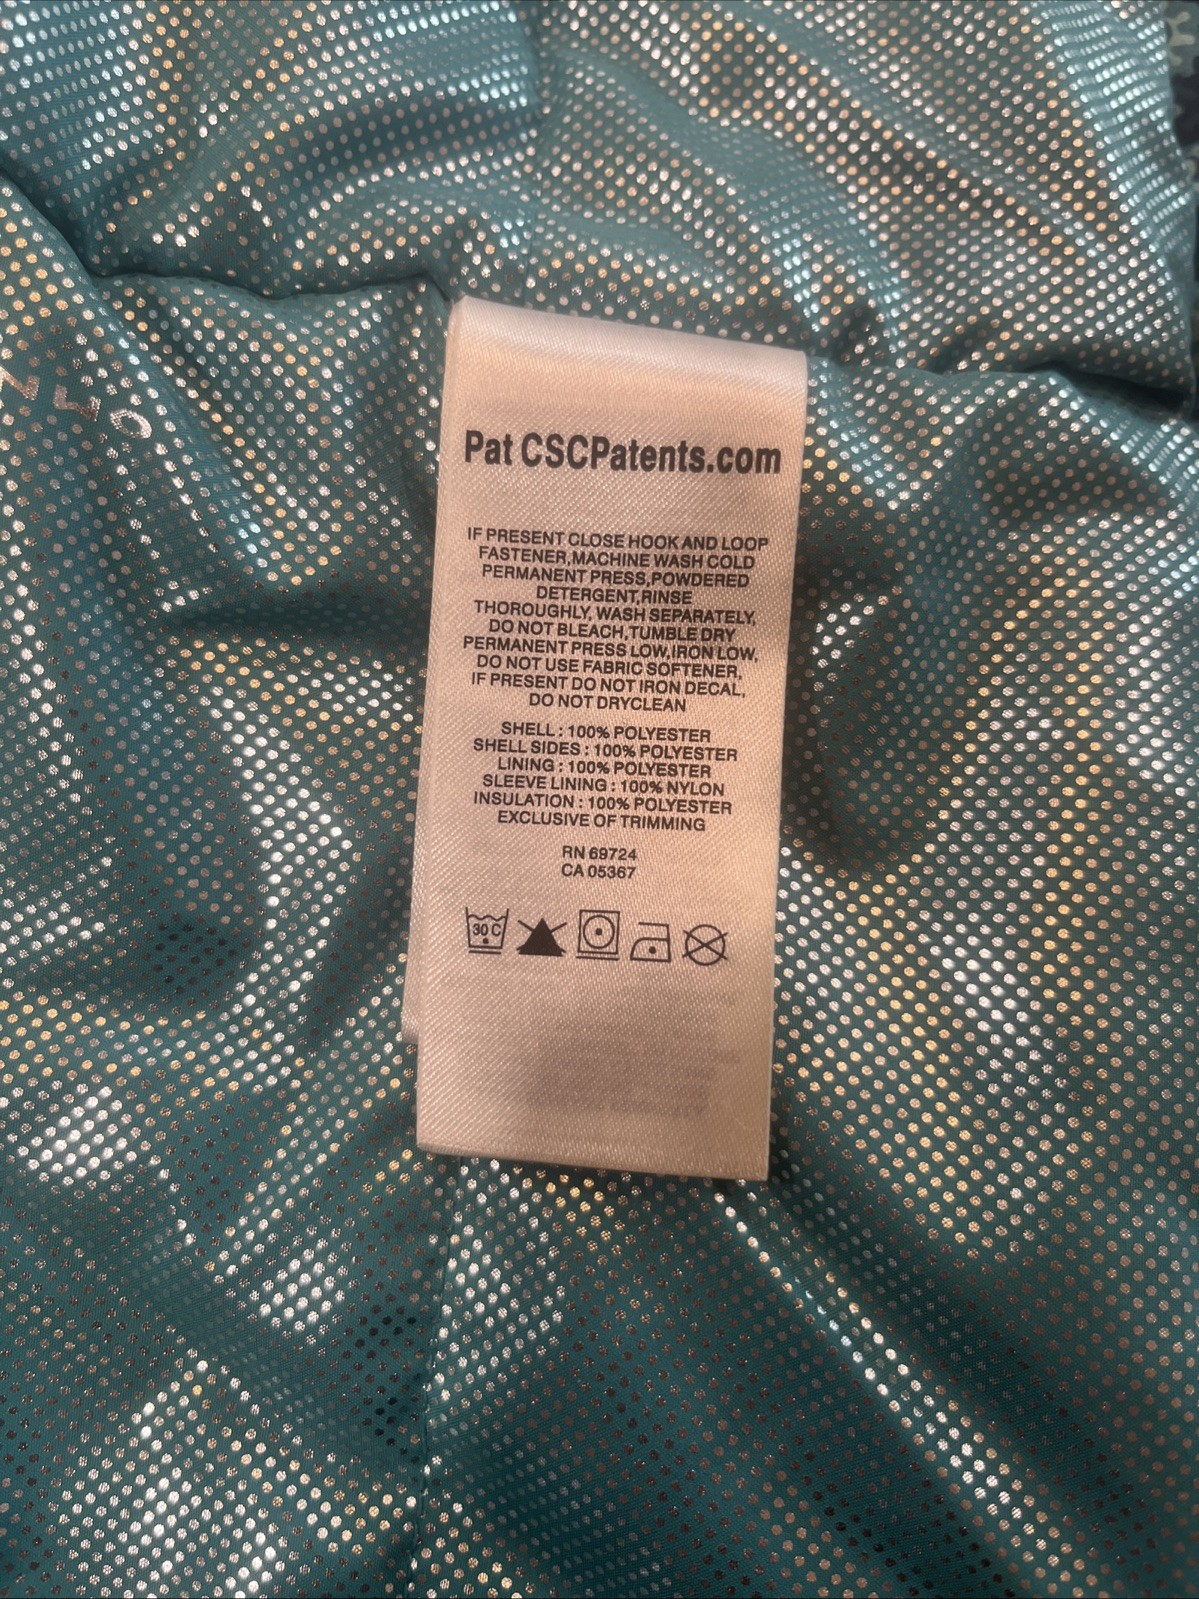 Pat CSCPatents.com
IF PRESENT CLOSE HOOK AND LOOP
FASTENER,MACHINE WASH COLD
PERMANENT PRESS,POWDERED
DETERGENT,RINSE
THOROUGHLY, WASH SEPARATELY,
DO NOT BLEACH,TUMBLE DRY
PERMANENT PRESS LOW,IRON LOW,
DO NOT USE FABRIC SOFTENER,
IF PRESENT DO NOT IRON DECAL,
DO NOT DRYCLEAN
SHELL : 100% POLYESTER
SHELL SIDES : 100% POLYESTER
LINING : 100% POLYESTER
SLEEVE LINING : 100% NYLON
INSULATION : 100% POLYESTER
EXCLUSIVE OF TRIMMING
RN 69724
CA 05367
30 C